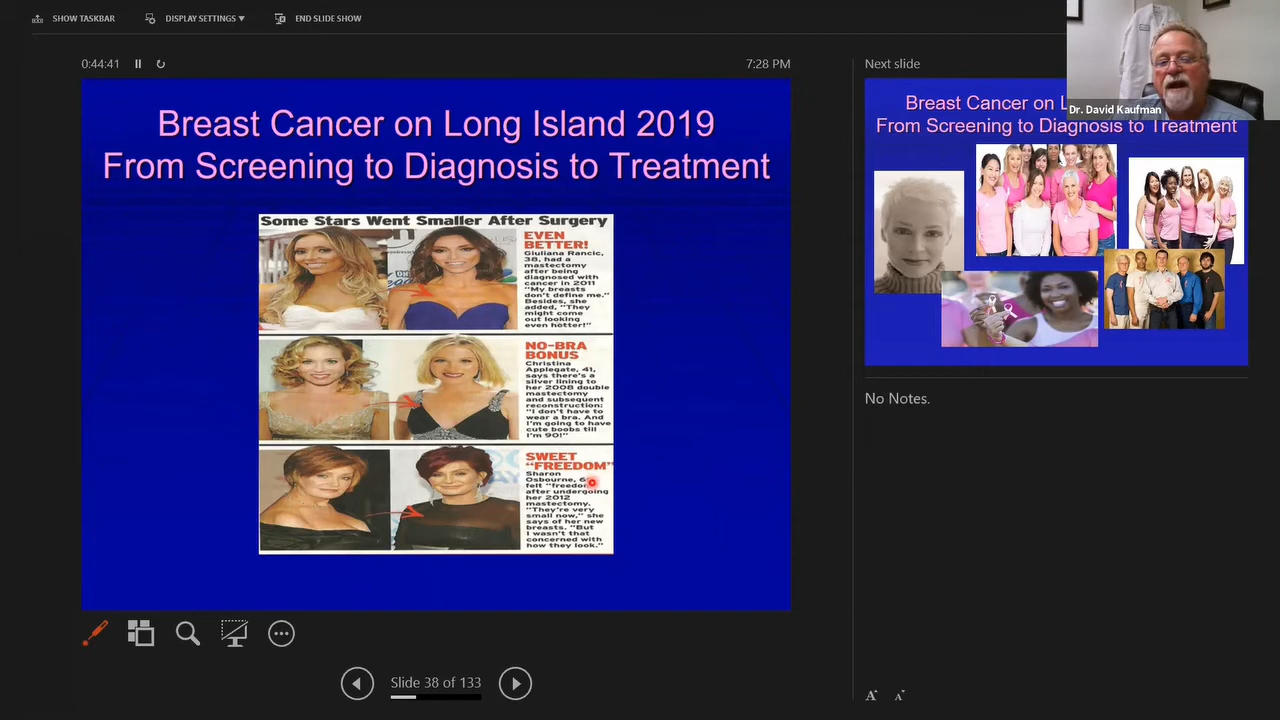 SHOW TASKBAR
DISPLAY SETTINGS ▼
END SLIDE SHOW
0:44:41
7:28 PM
Breast Cancer on Long Island 2019
From Screening to Diagnosis to Treatment
Some Stars Went Smaller After Surgery
EVEN
BETTER!
Giuliana Rancic,
38, had a
mastectomy
after being
diagnosed with
cancer in 2011
"My breasts
don't define me."
Besides, she
added, "They
might come
out looking
even hotter!"
NO-BRA
BONUS
Christina
Applegate, 41,
says there's a
silver lining to
her 2008 double
mastectomy
and subsequent
reconstruction:
"I don't have to
wear a bra. And
I'm going to have
cute boobs till
I'm 90!"
SWEET
"FREEDOM"
Sharon
Osbourne,
felt "freedom
after undergoing
her 2012
mastectomy.
"They're very
small now," she
says of her new
breasts. "But
I wasn't that
concerned with
how they look."
Slide 38 of 133
Next slide
Breast Cancer on
From Screening to Diagnosis to Treatment
No Notes.
A A
Dr. David Kaufman